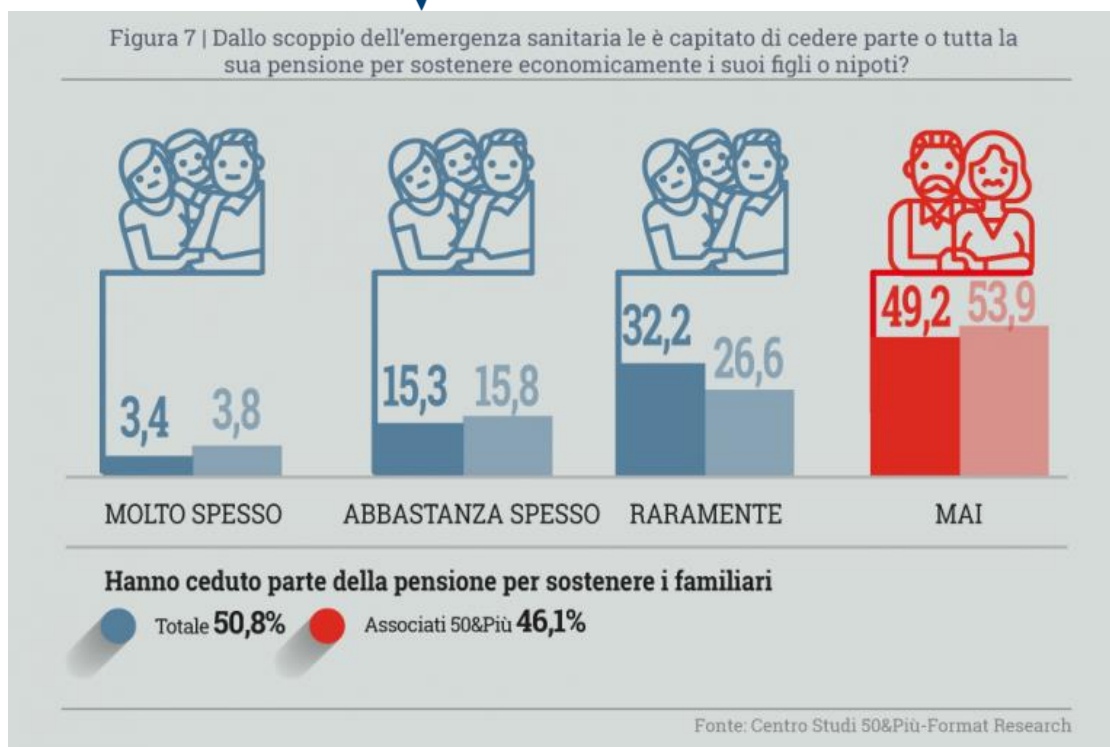 Figura 7 | Dallo scoppio dell'emergenza sanitaria le è capitato di cedere parte o tutta la
sua pensione per sostenere economicamente i suoi figli o nipoti?
3,4 3,8 15,3 15,8 32,2 26,6 49,2 53,9
MOLTO SPESSO ABBASTANZA SPESSO RARAMENTE MAI
Hanno ceduto parte della pensione per sostenere i familiari
Totale 50,8% Associati 50&Più 46,1%
Fonte: Centro Studi 50&Più-Format Research